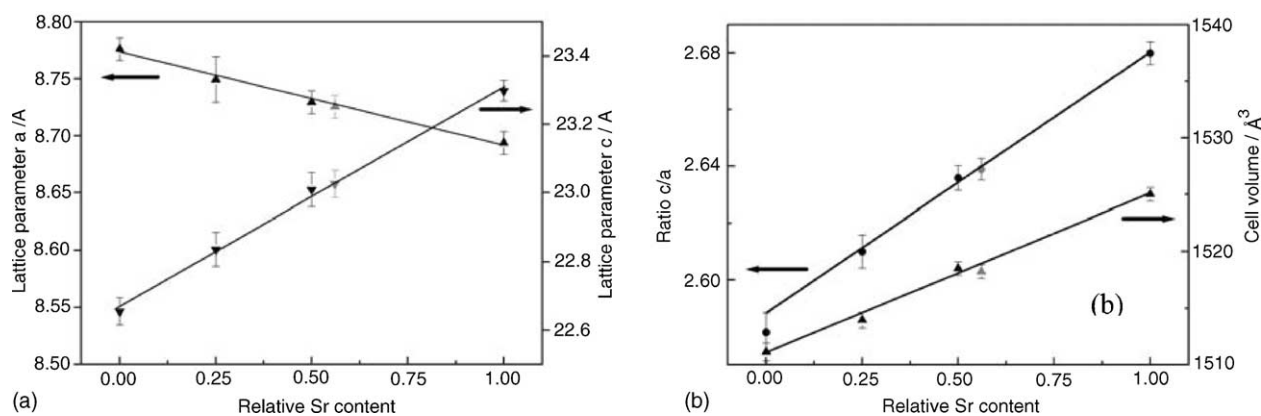 8.80
8.75
8.70
8.65
8.60
8.55
8.50
Lattice parameter a /A
23.4
23.2
23.0
22.8
22.6
Lattice parameter c / A
0.00 0.25 0.50 0.75 1.00
(a)
Relative Sr content
2.68
2.64
2.60
Ratio c/a
1540
1530
1520
1510
Cell volume / Å3
(b)
0.00 0.25 0.50 0.75 1.00
(b)
Relative Sr content